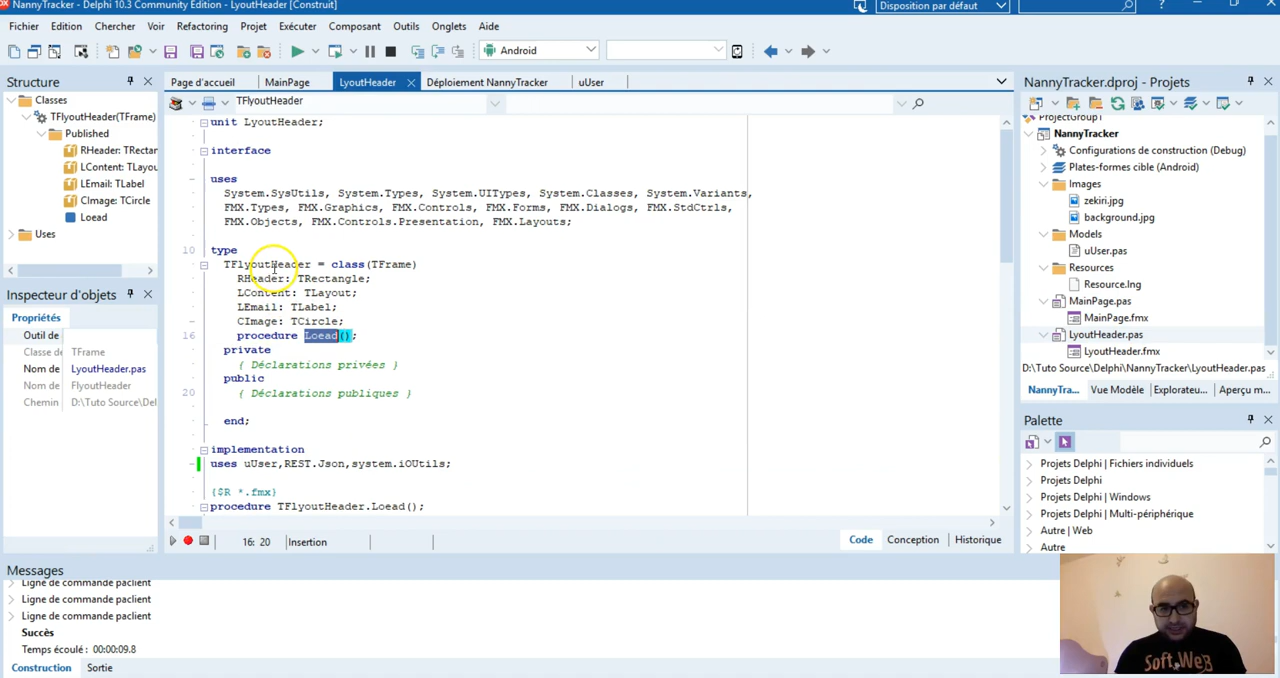 NannyTracker - Delphi 10.3 Community Edition - LyoutHeader [Construit]
Disposition par défaut
?
Fichier Edition Chercher Voir Refactoring Projet Exécuter Composant Outils Onglets Aide
Android
Structure
Classes
TFlyoutHeader(TFrame)
Published
RHeader: TRectan
LContent: TLayou
LEmail: TLabel
CImage: TCircle
Loead
Uses
Inspecteur d'objets
Propriétés
Outil de
Classe de TFrame
Nom de LyoutHeader.pas
Nom de FlyoutHeader
Chemin D:\Tuto Source\Del
Page d'accueil MainPage LyoutHeader Déploiement NannyTracker uUser
TFlyoutHeader
unit LyoutHeader;
interface
uses
System.SysUtils, System.Types, System.UITypes, System.Classes, System.Variants,
FMX.Types, FMX.Graphics, FMX.Controls, FMX.Forms, FMX.Dialogs, FMX.StdCtrls,
FMX.Objects, FMX.Controls.Presentation, FMX.Layouts;
10 type
TFlyoutHeader = class(TFrame)
RHeader: TRectangle;
LContent: TLayout;
LEmail: TLabel;
CImage: TCircle;
16 procedure Loead();
private
{ Déclarations privées }
public
20 { Déclarations publiques }
end;
implementation
uses uUser,REST.Json,system.iOUtils;
{$R *.fmx}
procedure TFlyoutHeader.Loead();
16: 20 Insertion
Code Conception Historique
NannyTracker.dproj - Projets
ProjectGroup1
NannyTracker
Configurations de construction (Debug)
Plates-formes cible (Android)
Images
zekiri.jpg
background.jpg
Models
uUser.pas
Resources
Resource.lng
MainPage.pas
MainPage.fmx
LyoutHeader.pas
LyoutHeader.fmx
D:\Tuto Source\Delphi\NannyTracker\LyoutHeader.pas
NannyTra... Vue Modèle Explorateu... Aperçu m...
Palette
Projets Delphi | Fichiers individuels
Projets Delphi
Projets Delphi | Windows
Projets Delphi | Multi-périphérique
Autre | Web
Autre
Messages
Ligne de commande paclient
Ligne de commande paclient
Ligne de commande paclient
Succès
Temps écoulé : 00:00:09.8
Construction Sortie
Soft.WeB